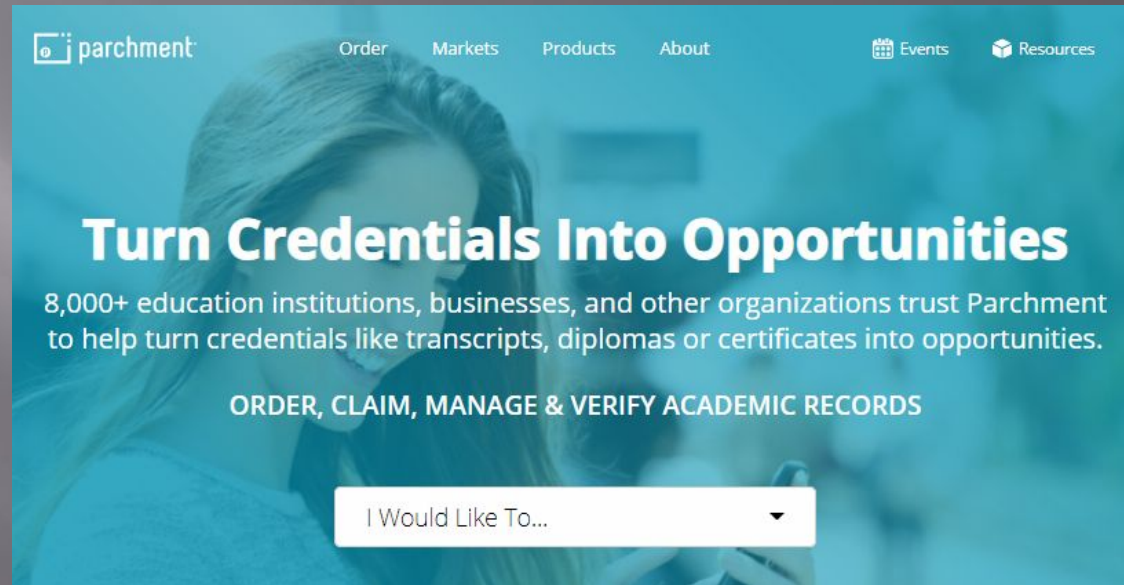 parchment
Order Markets Products About Events Resources
Turn Credentials Into Opportunities
8,000+ education institutions, businesses, and other organizations trust Parchment
to help turn credentials like transcripts, diplomas or certificates into opportunities.
ORDER, CLAIM, MANAGE & VERIFY ACADEMIC RECORDS
I Would Like To...